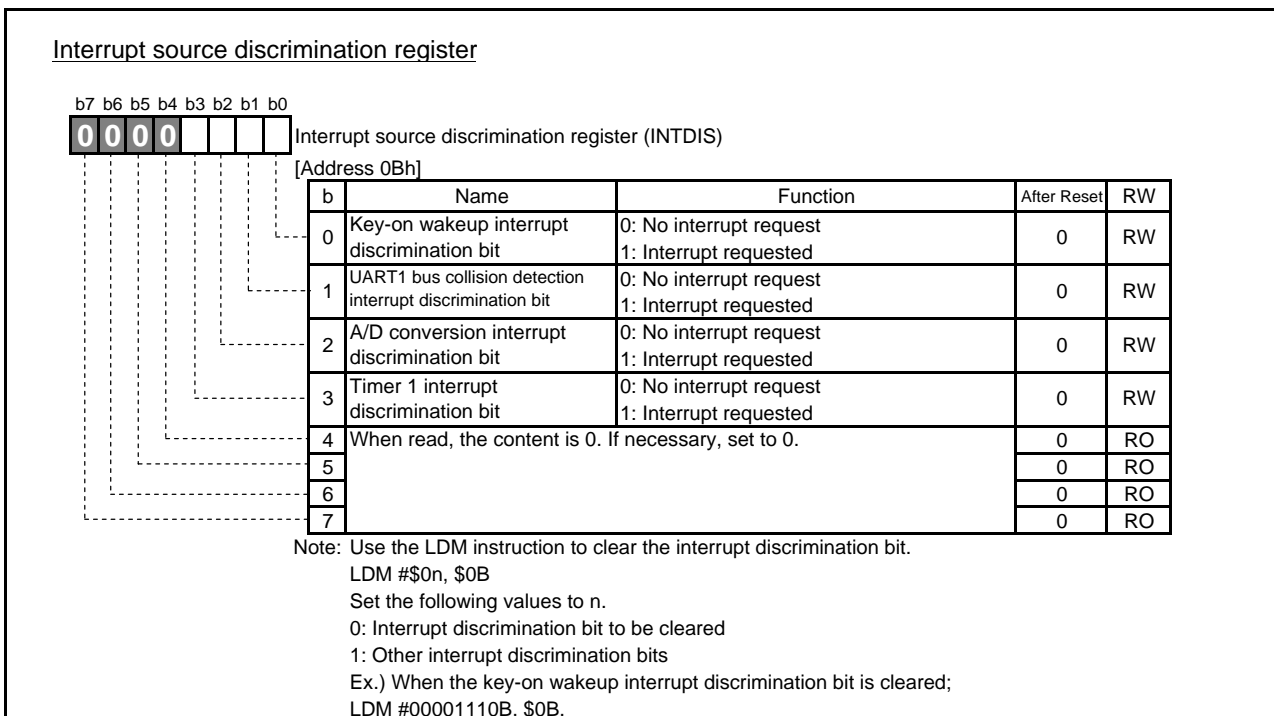 Interrupt source discrimination register
b7 b6 b5 b4 b3 b2 b1 b0
0 0 0 0
Interrupt source discrimination register (INTDIS)
[Address 0Bh]
b Name Function After Reset RW
0 Key-on wakeup interrupt discrimination bit 0: No interrupt request 0 RW
1: Interrupt requested
1 UART1 bus collision detection interrupt discrimination bit 0: No interrupt request 0 RW
1: Interrupt requested
2 A/D conversion interrupt discrimination bit 0: No interrupt request 0 RW
1: Interrupt requested
3 Timer 1 interrupt discrimination bit 0: No interrupt request 0 RW
1: Interrupt requested
4 When read, the content is 0. If necessary, set to 0. 0 RO
5 0 RO
6 0 RO
7 0 RO
Note: Use the LDM instruction to clear the interrupt discrimination bit.
LDM #$0n, $0B
Set the following values to n.
0: Interrupt discrimination bit to be cleared
1: Other interrupt discrimination bits
Ex.) When the key-on wakeup interrupt discrimination bit is cleared;
LDM #00001110B, $0B.